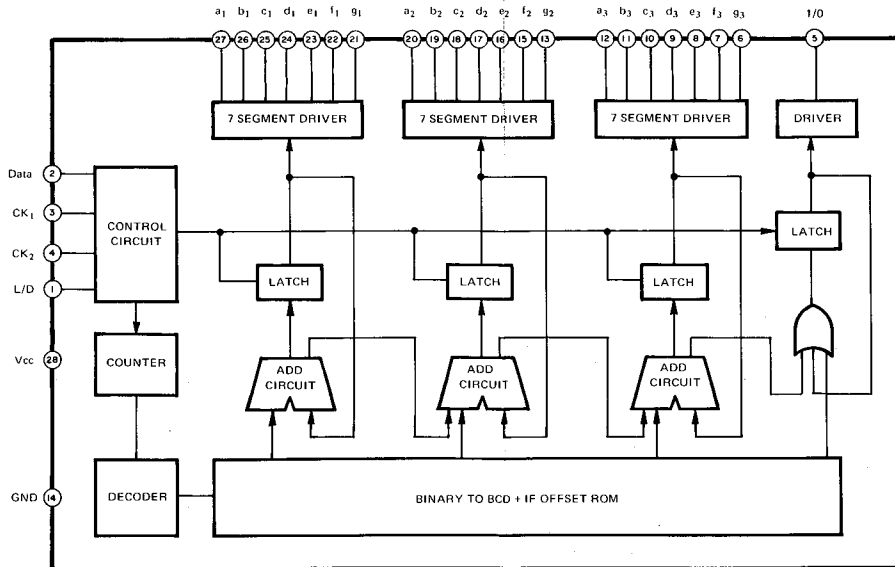 a1 b1 c1 d1 e1 f1 g1 a2 b2 c2 d2 e2 f2 g2 a3 b3 c3 d3 e3 f3 g3 1/0
27 26 25 24 23 22 21 20 19 18 17 16 15 13 12 11 10 9 8 7 6 5
7 SEGMENT DRIVER 7 SEGMENT DRIVER 7 SEGMENT DRIVER DRIVER
Data 2
CK1 3
CONTROL
CIRCUIT
CK2 4
L/D 1
LATCH
LATCH LATCH LATCH
Vcc 28
COUNTER
ADD
CIRCUIT
ADD
CIRCUIT
ADD
CIRCUIT
GND 14
DECODER
BINARY TO BCD + IF OFFSET ROM